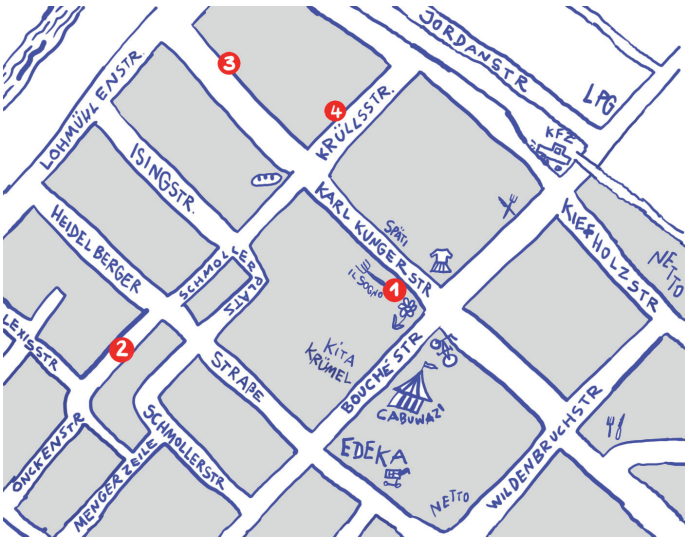 JORDANSTR
LPG
KFZ
LOHMÜHLENSTR.
3
4
KRÜLLSSTR.
ISINGSTR.
KARL KUNGER STR
SPÄTI
KIEFHOLZSTR
NETTO
HEIDELBERGER
SCHMOLLER
PLATZ
IL SOGNO
1
LEXISSTR
2
STRAßE
KITA
KRÜMEL
BOUCHÉSTR
CABUWAZI
WILDENBRUCHSTR
ÖNCKENSTR
MENGERZEILE
SCHMOLLERSTR.
EDEKA
NETTO